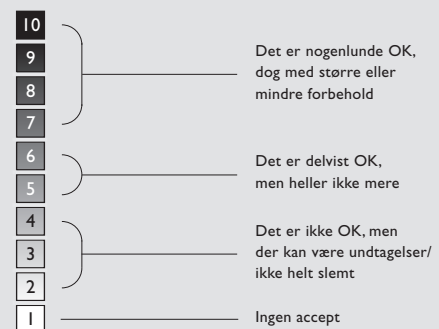 10
9
8
7
Det er nogenlunde OK,
dog med større eller
mindre forbehold
6
5
Det er delvist OK,
men heller ikke mere
4
3
2
Det er ikke OK, men
der kan være undtagelser/
ikke helt slemt
1
Ingen accept